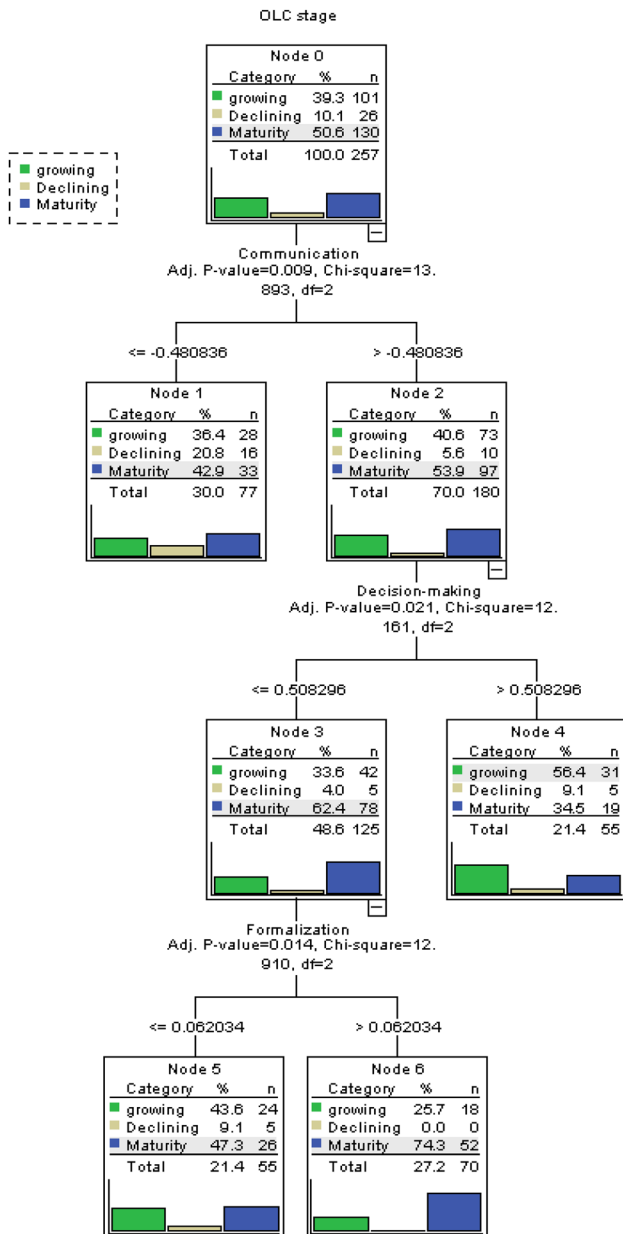 OLC stage
Node 0
Category % n
growing 39.3 101
Declining 10.1 26
Maturity 50.6 130
Total 100.0 257
growing
Declining
Maturity
Communication
Adj. P-value=0.009, Chi-square=13.
893, df=2
<= -0.480836
> -0.480836
Node 1
Category % n
growing 36.4 28
Declining 20.8 16
Maturity 42.9 33
Total 30.0 77
Node 2
Category % n
growing 40.6 73
Declining 5.6 10
Maturity 53.9 97
Total 70.0 180
Decision-making
Adj. P-value=0.021, Chi-square=12.
161, df=2
<= 0.508296
> 0.508296
Node 3
Category % n
growing 33.6 42
Declining 4.0 5
Maturity 62.4 78
Total 48.6 125
Node 4
Category % n
growing 56.4 31
Declining 9.1 5
Maturity 34.5 19
Total 21.4 55
Formalization
Adj. P-value=0.014, Chi-square=12.
910, df=2
<= 0.062034
> 0.062034
Node 5
Category % n
growing 43.6 24
Declining 9.1 5
Maturity 47.3 26
Total 21.4 55
Node 6
Category % n
growing 25.7 18
Declining 0.0 0
Maturity 74.3 52
Total 27.2 70